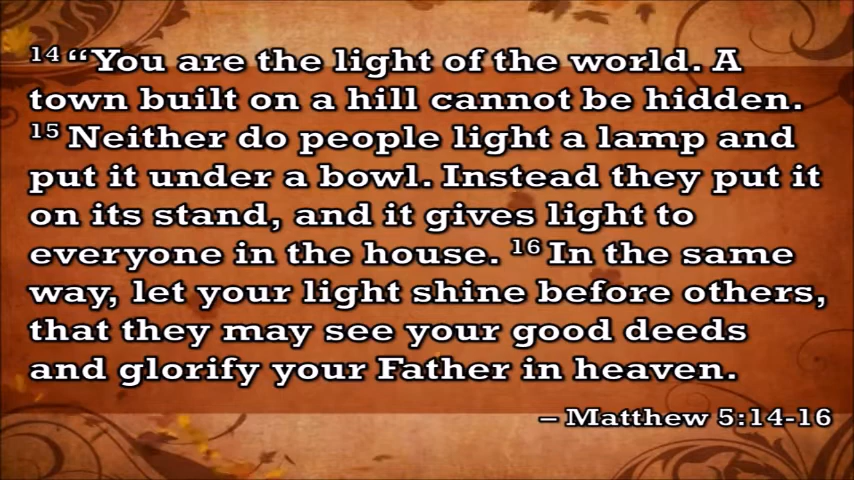 14 “You are the light of the world. A
town built on a hill cannot be hidden.
15 Neither do people light a lamp and
put it under a bowl. Instead they put it
on its stand, and it gives light to
everyone in the house. 16 In the same
way, let your light shine before others,
that they may see your good deeds
and glorify your Father in heaven.
– Matthew 5:14-16